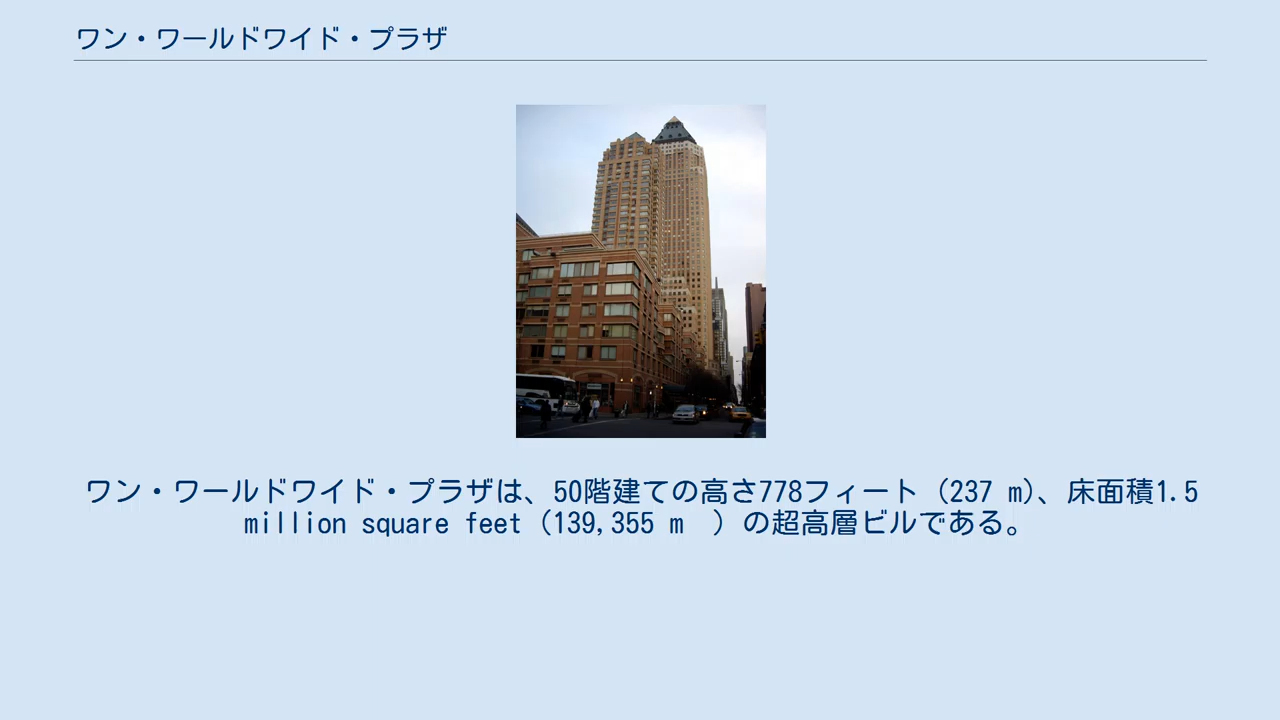 ワン・ワールドワイド・プラザ
ワン・ワールドワイド・プラザは、50階建ての高さ778フィート (237 m)、床面積1.5
million square feet（139,355 m　）の超高層ビルである。